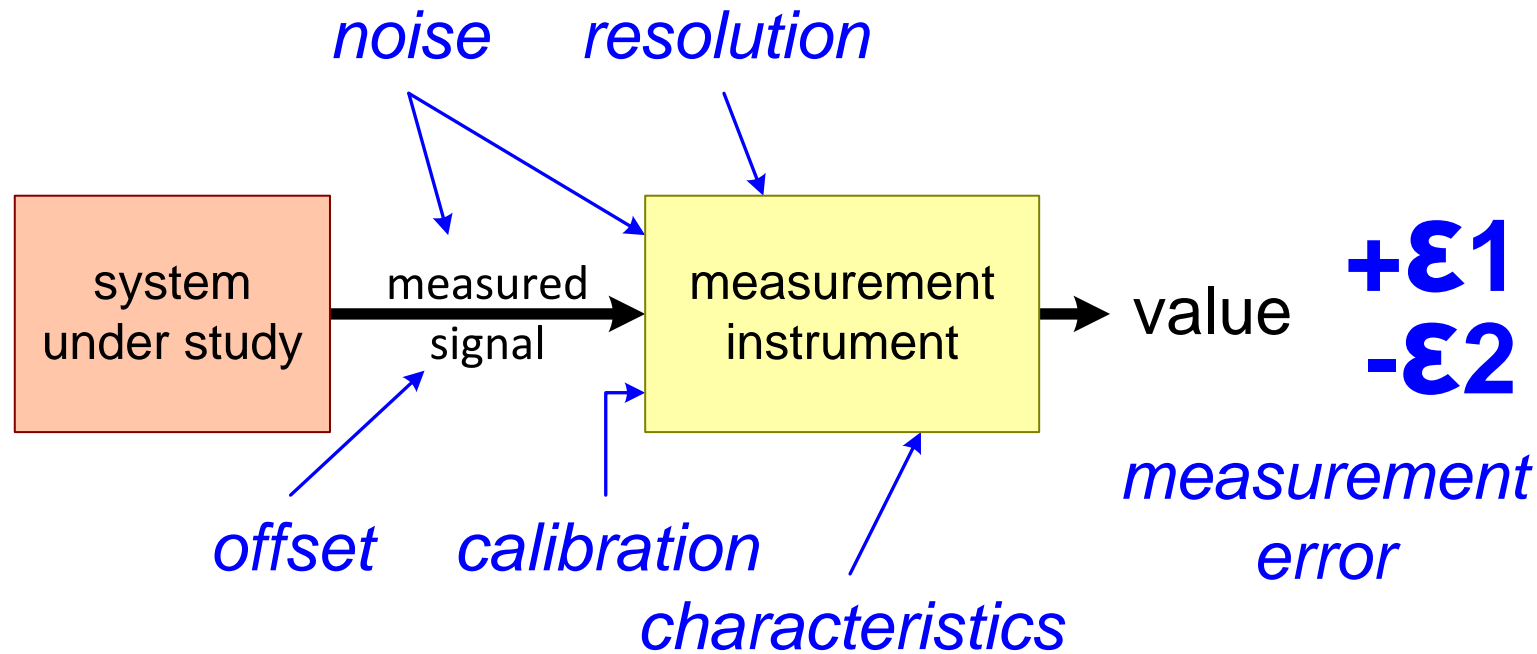 noise
resolution
system
under study
measured
signal
measurement
instrument
value
+ε1
-ε2
measurement
error
offset
calibration
characteristics